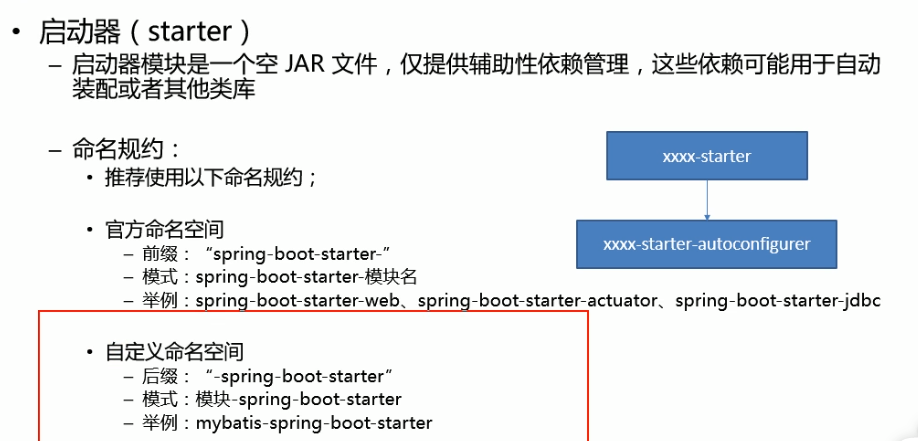 • 启动器（starter）
– 启动器模块是一个空 JAR 文件，仅提供辅助性依赖管理，这些依赖可能用于自动
装配或者其他类库
– 命名规约：
• 推荐使用以下命名规约；
• 官方命名空间
– 前缀：“spring-boot-starter-”
– 模式：spring-boot-starter-模块名
– 举例：spring-boot-starter-web、spring-boot-starter-actuator、spring-boot-starter-jdbc
• 自定义命名空间
– 后缀：“-spring-boot-starter”
– 模式：模块-spring-boot-starter
– 举例：mybatis-spring-boot-starter
xxxx-starter
xxxx-starter-autoconfigurer